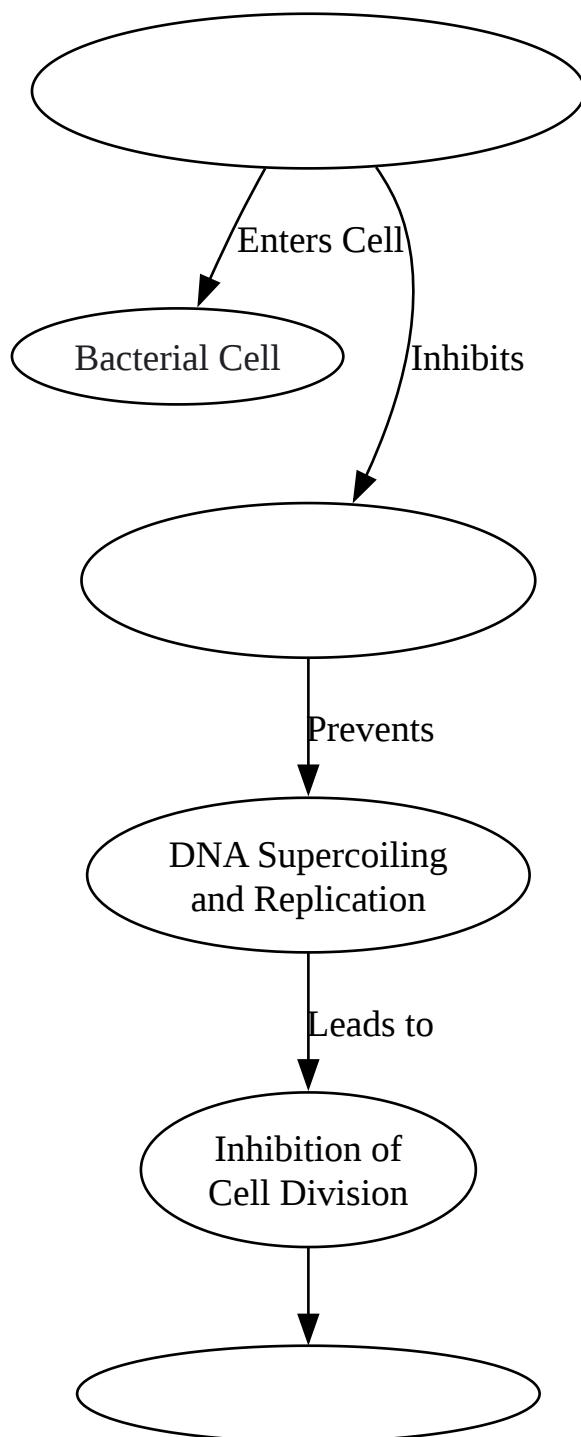 Enters Cell
Bacterial Cell
Inhibits
Prevents
DNA Supercoiling
and Replication
Leads to
Inhibition of
Cell Division